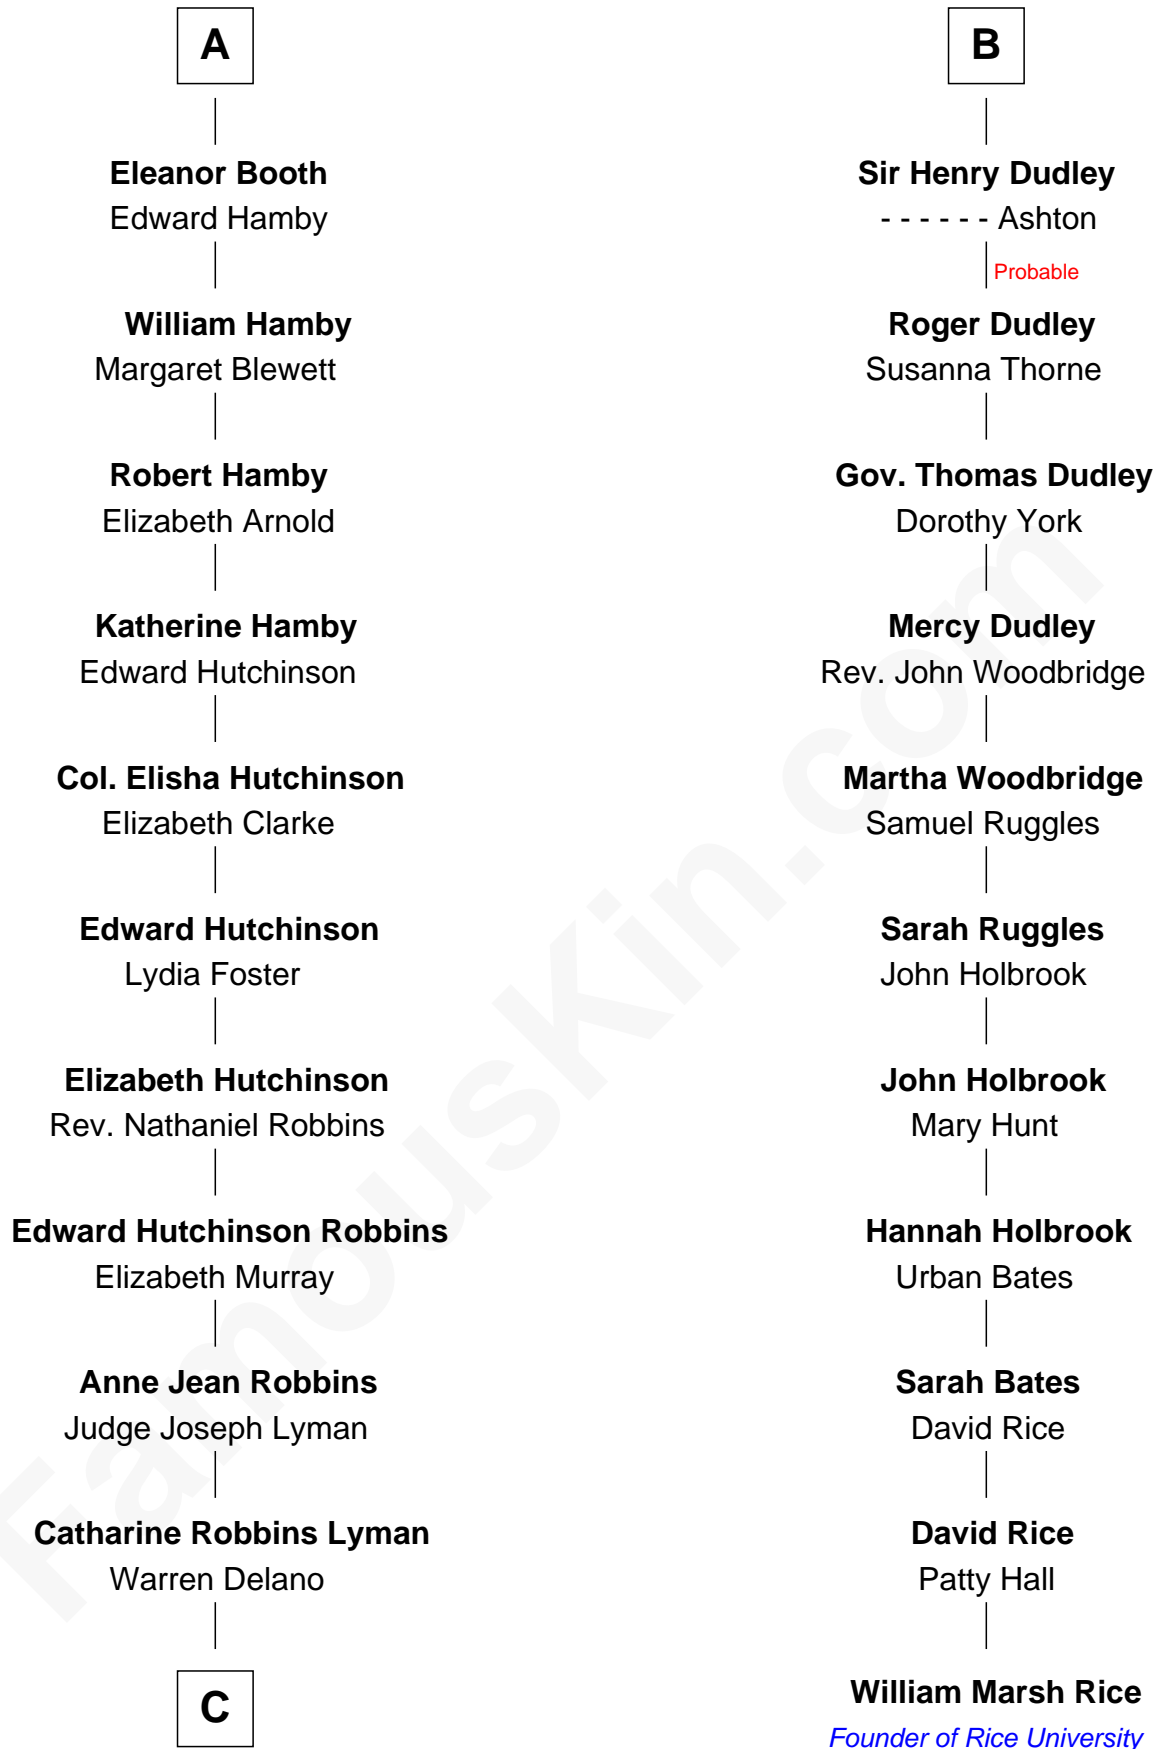 A
Eleanor Booth
Edward Hamby
William Hamby
Margaret Blewett
Robert Hamby
Elizabeth Arnold
Katherine Hamby
Edward Hutchinson
Col. Elisha Hutchinson
Elizabeth Clarke
Edward Hutchinson
Lydia Foster
Elizabeth Hutchinson
Rev. Nathaniel Robbins
Edward Hutchinson Robbins
Elizabeth Murray
Anne Jean Robbins
Judge Joseph Lyman
Catharine Robbins Lyman
Warren Delano
C
B
Sir Henry Dudley
- - - - - - Ashton
Probable
Roger Dudley
Susanna Thorne
Gov. Thomas Dudley
Dorothy York
Mercy Dudley
Rev. John Woodbridge
Martha Woodbridge
Samuel Ruggles
Sarah Ruggles
John Holbrook
John Holbrook
Mary Hunt
Hannah Holbrook
Urban Bates
Sarah Bates
David Rice
David Rice
Patty Hall
William Marsh Rice
Founder of Rice University
FamousKin.com